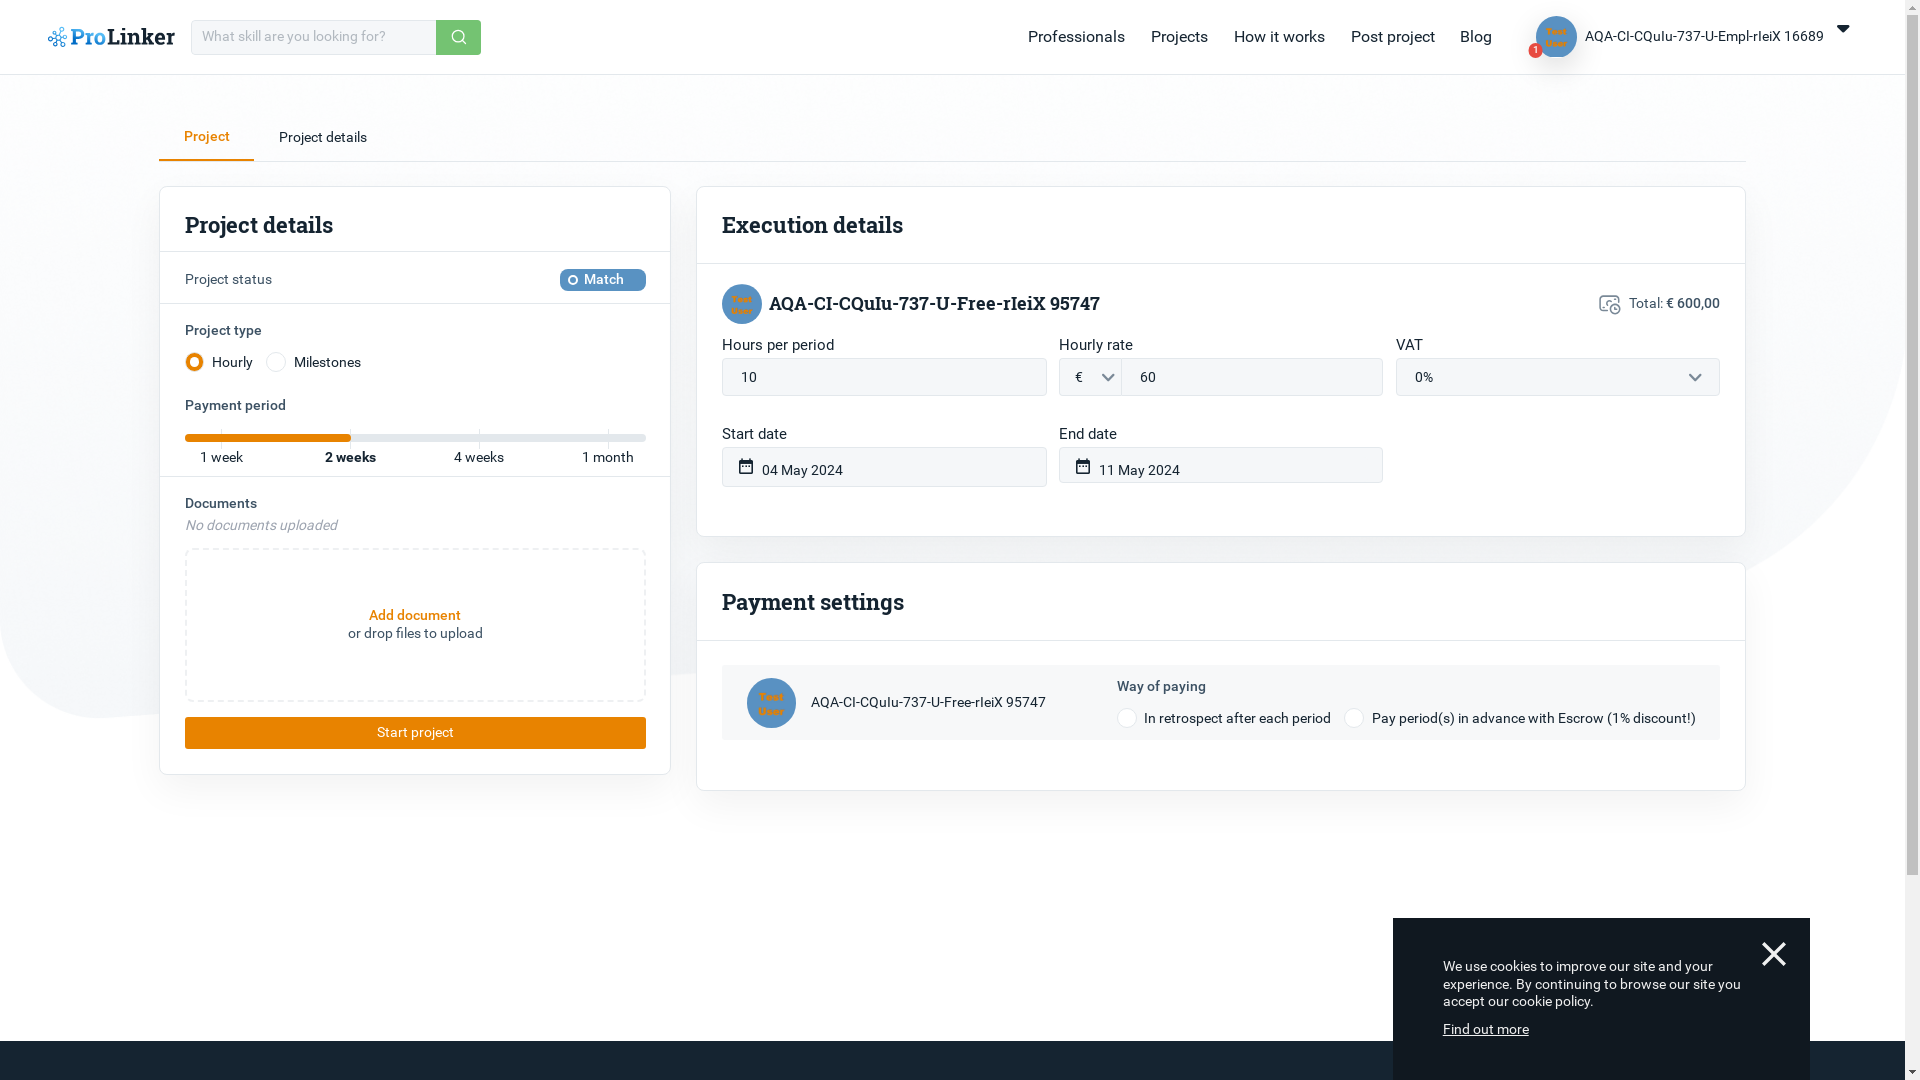 ProLinker
What skill are you looking for?
Professionals
Projects
How it works
Post project
Blog
Test
User
1
AQA-CI-CQuIu-737-U-Empl-rIeiX 16689
Project
Project details
Project details
Project status
Match
Project type
Hourly
Milestones
Payment period
1 week
2 weeks
4 weeks
1 month
Documents
No documents uploaded
Add document
or drop files to upload
Start project
Execution details
Test
User
AQA-CI-CQuIu-737-U-Free-rIeiX 95747
Total: € 600,00
Hours per period
10
Hourly rate
€
60
VAT
0%
Start date
04 May 2024
End date
11 May 2024
Payment settings
Test
User
AQA-CI-CQuIu-737-U-Free-rIeiX 95747
Way of paying
In retrospect after each period
Pay period(s) in advance with Escrow (1% discount!)
We use cookies to improve our site and your
experience. By continuing to browse our site you
accept our cookie policy.
Find out more